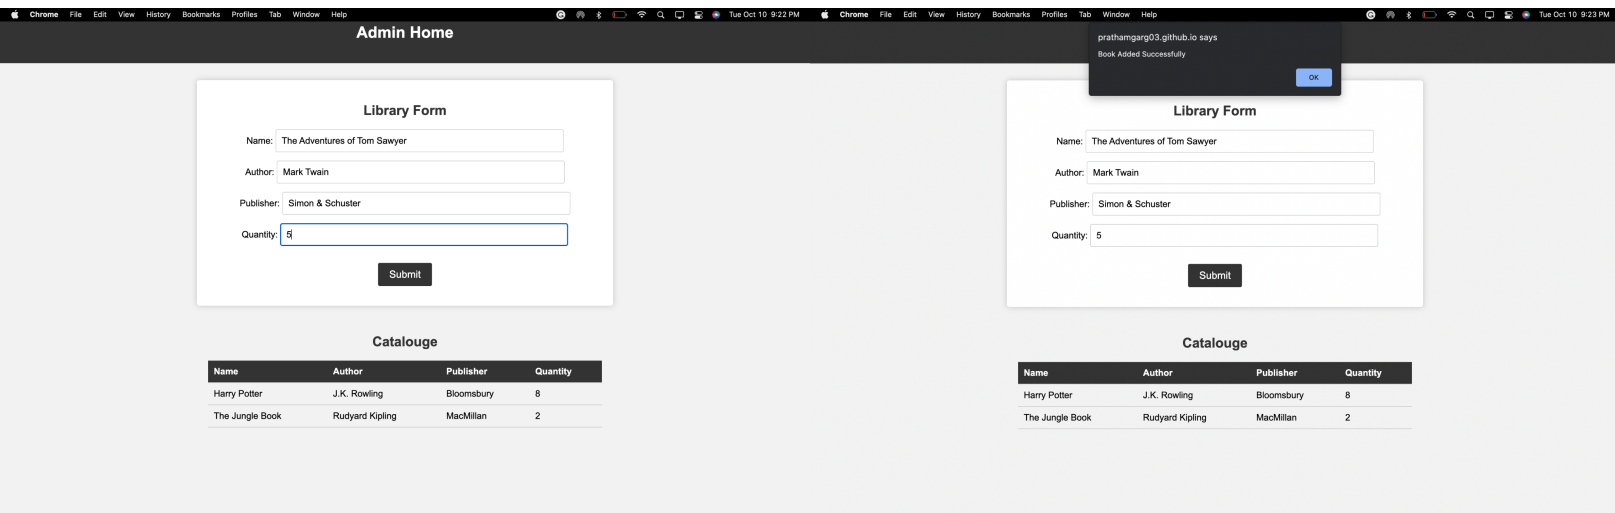 Chrome File Edit View History Bookmarks Profiles Tab Window Help Tue Oct 10 9:22 PM
Admin Home
Library Form
Name: The Adventures of Tom Sawyer
Author: Mark Twain
Publisher: Simon & Schuster
Quantity: 5
Submit
Catalouge
Name Author Publisher Quantity
Harry Potter J.K. Rowling Bloomsbury 8
The Jungle Book Rudyard Kipling MacMillan 2
Chrome File Edit View History Bookmarks Profiles Tab Window Help Tue Oct 10 9:23 PM
prathamgarg03.github.io says
Book Added Successfully
OK
Library Form
Name: The Adventures of Tom Sawyer
Author: Mark Twain
Publisher: Simon & Schuster
Quantity: 5
Submit
Catalouge
Name Author Publisher Quantity
Harry Potter J.K. Rowling Bloomsbury 8
The Jungle Book Rudyard Kipling MacMillan 2